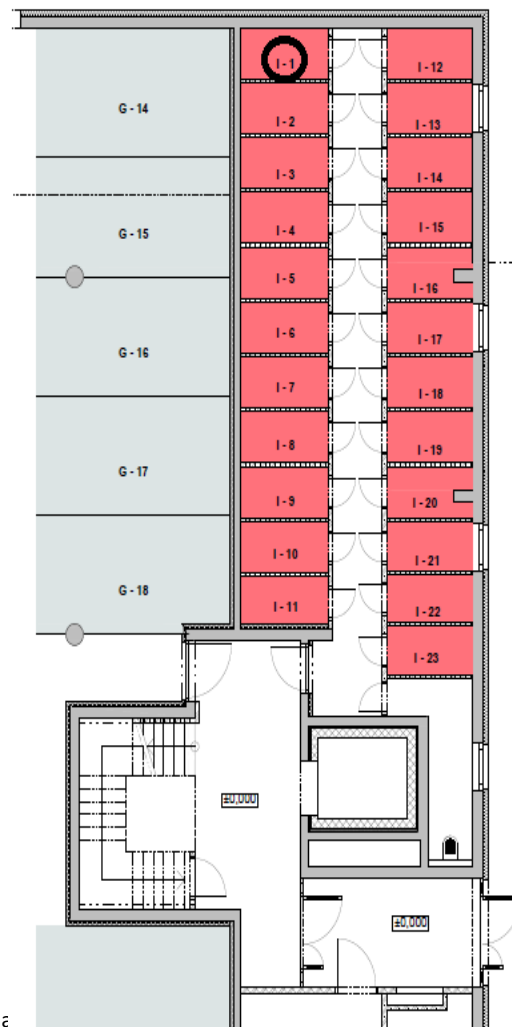 I - 1
I - 12
G - 14
I - 2
I - 13
I - 3
I - 14
G - 15
I - 4
I - 15
I - 5
I - 16
G - 16
I - 6
I - 17
I - 7
I - 18
I - 8
I - 19
G - 17
I - 9
I - 20
I - 10
I - 21
G - 18
I - 11
I - 22
I - 23
±0,000
±0,000
a